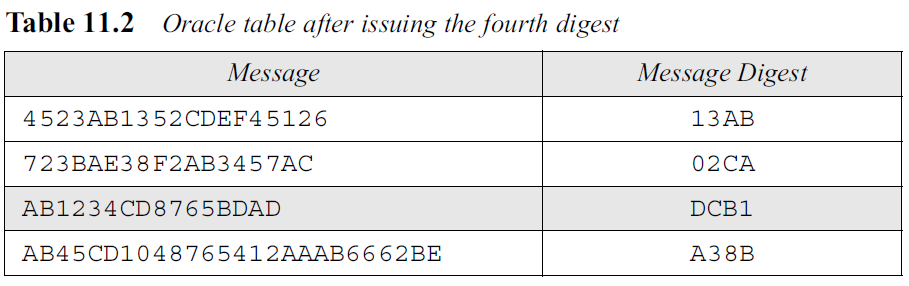 Table 11.2 Oracle table after issuing the fourth digest
Message Message Digest
4523AB1352CDEF45126 13AB
723BAE38F2AB3457AC 02CA
AB1234CD8765BDAD DCB1
AB45CD1048765412AAAB6662BE A38B